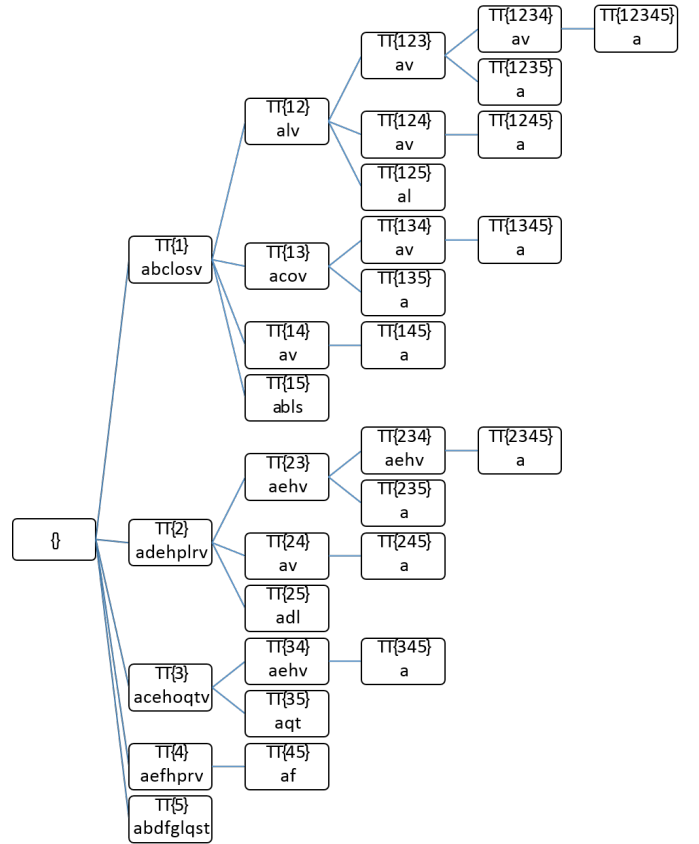 TT{1234}
av
TT{12345}
a
TT{123}
av
TT{1235}
a
TT{12}
alv
TT{124}
av
TT{1245}
a
TT{125}
al
TT{1}
abclosv
TT{13}
acov
TT{134}
av
TT{1345}
a
TT{135}
a
TT{14}
av
TT{145}
a
TT{15}
abls
{}
TT{2}
adehplrv
TT{23}
aehv
TT{234}
aehv
TT{2345}
a
TT{235}
a
TT{24}
av
TT{245}
a
TT{25}
adl
TT{3}
acehoqtv
TT{34}
aehv
TT{345}
a
TT{35}
aqt
TT{4}
aefhprv
TT{45}
af
TT{5}
abdfglqst